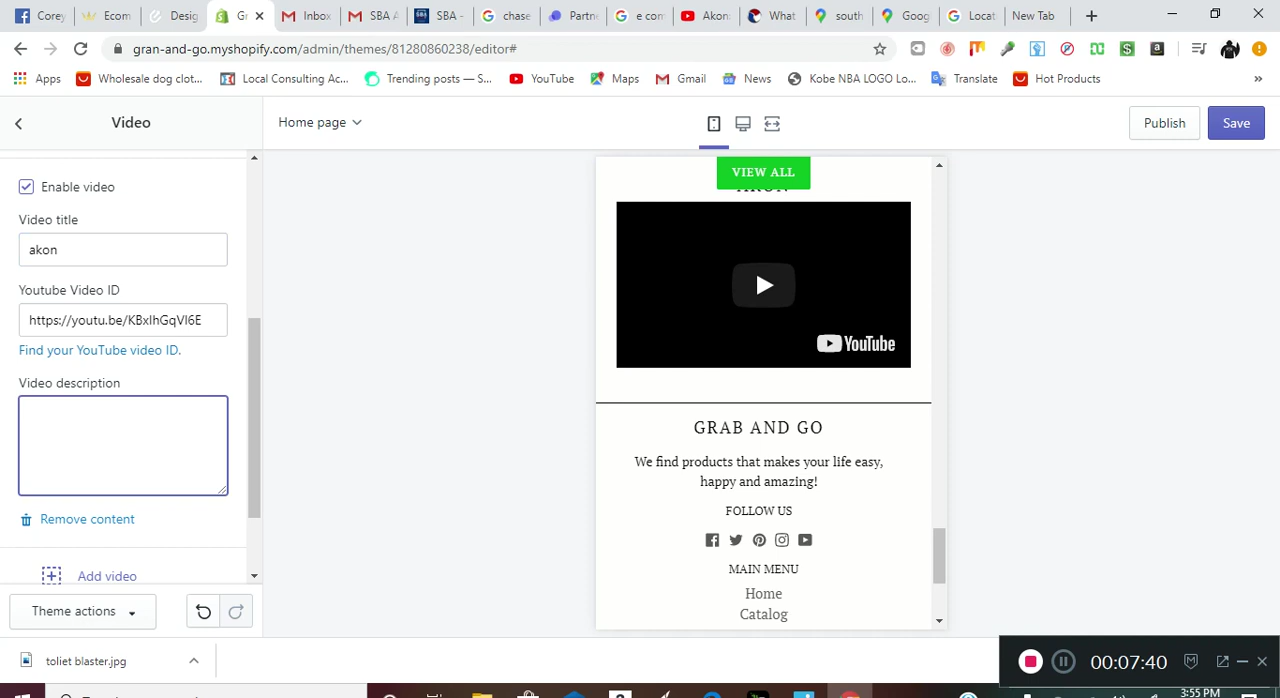 Corey
Ecom
Desig
Gr
Inbox
SBA A
SBA -
chase
Partne
e com
Akon:
What
south
Goog
Locat
New Tab
gran-and-go.myshopify.com/admin/themes/81280860238/editor#
Apps
Wholesale dog clot...
Local Consulting Ac...
Trending posts — S...
YouTube
Maps
Gmail
News
Kobe NBA LOGO Lo...
Translate
Hot Products
»
Video
Home page
Publish
Save
Enable video
Video title
akon
Youtube Video ID
https://youtu.be/KBxIhGqVI6E
Find your YouTube video ID.
Video description
Remove content
Add video
Theme actions
VIEW ALL
AKON
YouTube
GRAB AND GO
We find products that makes your life easy,
happy and amazing!
FOLLOW US
MAIN MENU
Home
Catalog
toliet blaster.jpg
00:07:40
3:55 PM